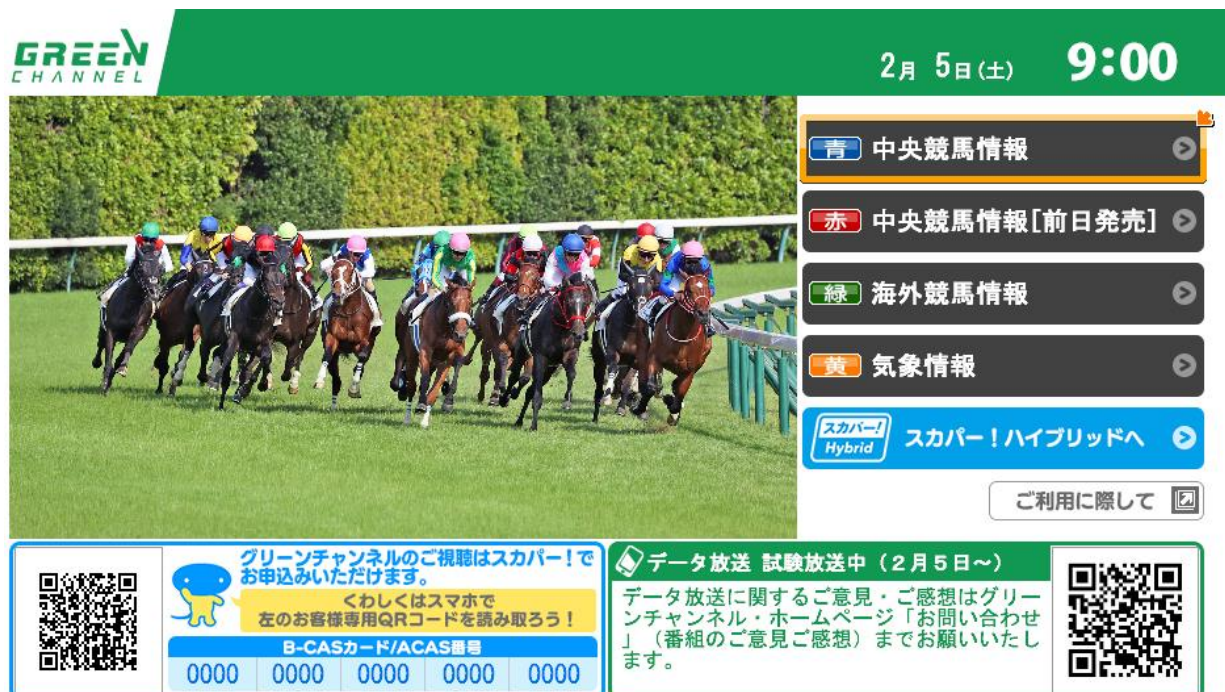 GREEN
CHANNEL
2月 5日(土) 9:00
青 中央競馬情報
赤 中央競馬情報[前日発売]
緑 海外競馬情報
黄 気象情報
スカパー!
Hybrid
スカパー!ハイブリッドへ
ご利用に際して
グリーンチャンネルのご視聴はスカパー!で
お申込みいただけます。
くわしくはスマホで
左のお客様専用QRコードを読み取ろう!
B-CASカード/ACAS番号
0000 0000 0000 0000 0000
データ放送 試験放送中(2月5日~)
データ放送に関するご意見・ご感想はグリー
ンチャンネル・ホームページ「お問い合わせ
」(番組のご意見ご感想)までお願いいたし
ます。